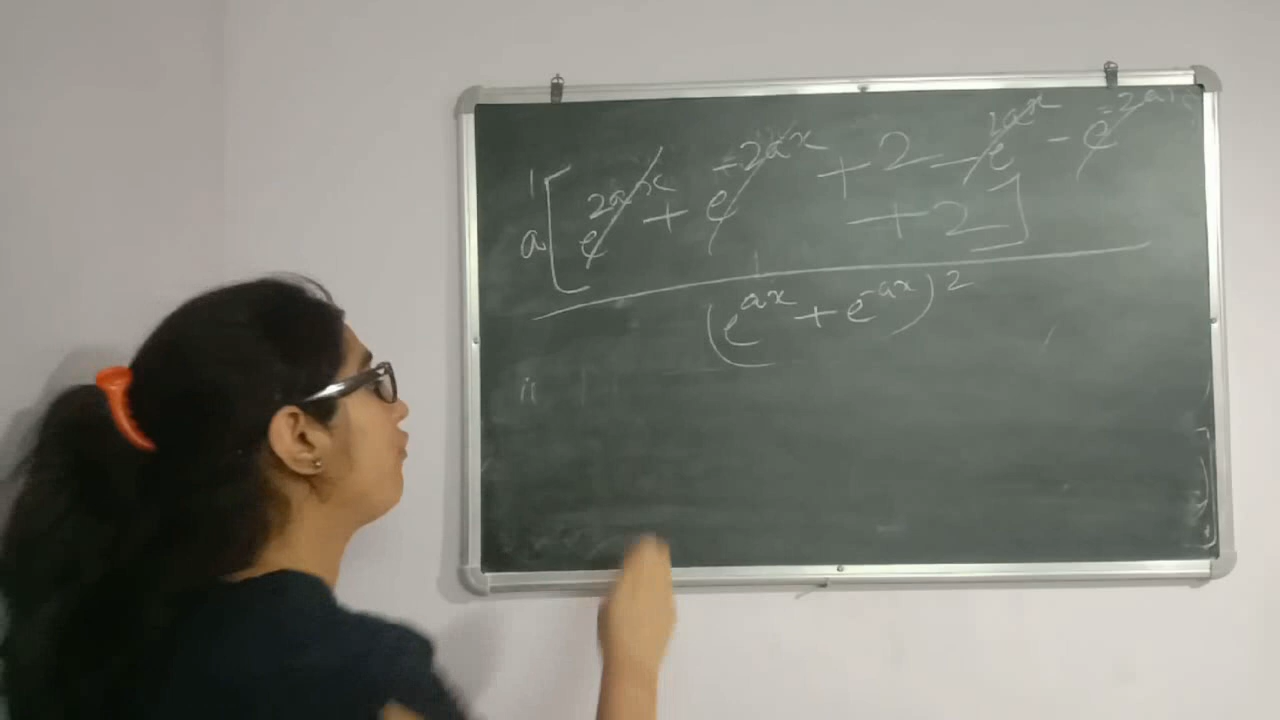 a[e^{2ax} + e^{-2ax} + 2 - e^{2ax} - e^{-2ax}
+ 2]
(e^{ax} + e^{-ax})^2